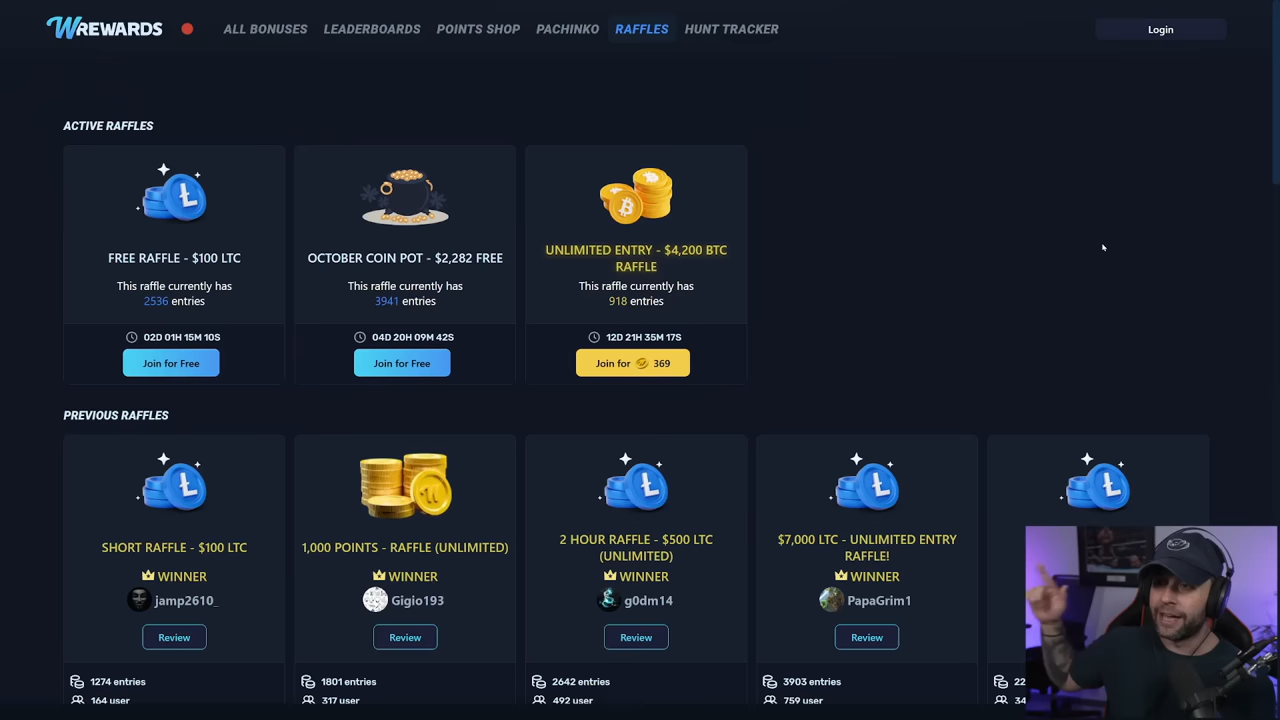 WREWARDS
ALL BONUSES
LEADERBOARDS
POINTS SHOP
PACHINKO
RAFFLES
HUNT TRACKER
Login
ACTIVE RAFFLES
FREE RAFFLE - $100 LTC
This raffle currently has
2536 entries
02D 01H 15M 10S
Join for Free
OCTOBER COIN POT - $2,282 FREE
This raffle currently has
3941 entries
04D 20H 09M 42S
Join for Free
UNLIMITED ENTRY - $4,200 BTC
RAFFLE
This raffle currently has
918 entries
12D 21H 35M 17S
Join for 369
PREVIOUS RAFFLES
SHORT RAFFLE - $100 LTC
WINNER
jamp2610_
Review
1274 entries
164 user
1,000 POINTS - RAFFLE (UNLIMITED)
WINNER
Gigio193
Review
1801 entries
317 user
2 HOUR RAFFLE - $500 LTC
(UNLIMITED)
WINNER
g0dm14
Review
2642 entries
492 user
$7,000 LTC - UNLIMITED ENTRY
RAFFLE!
WINNER
PapaGrim1
Review
3903 entries
759 user